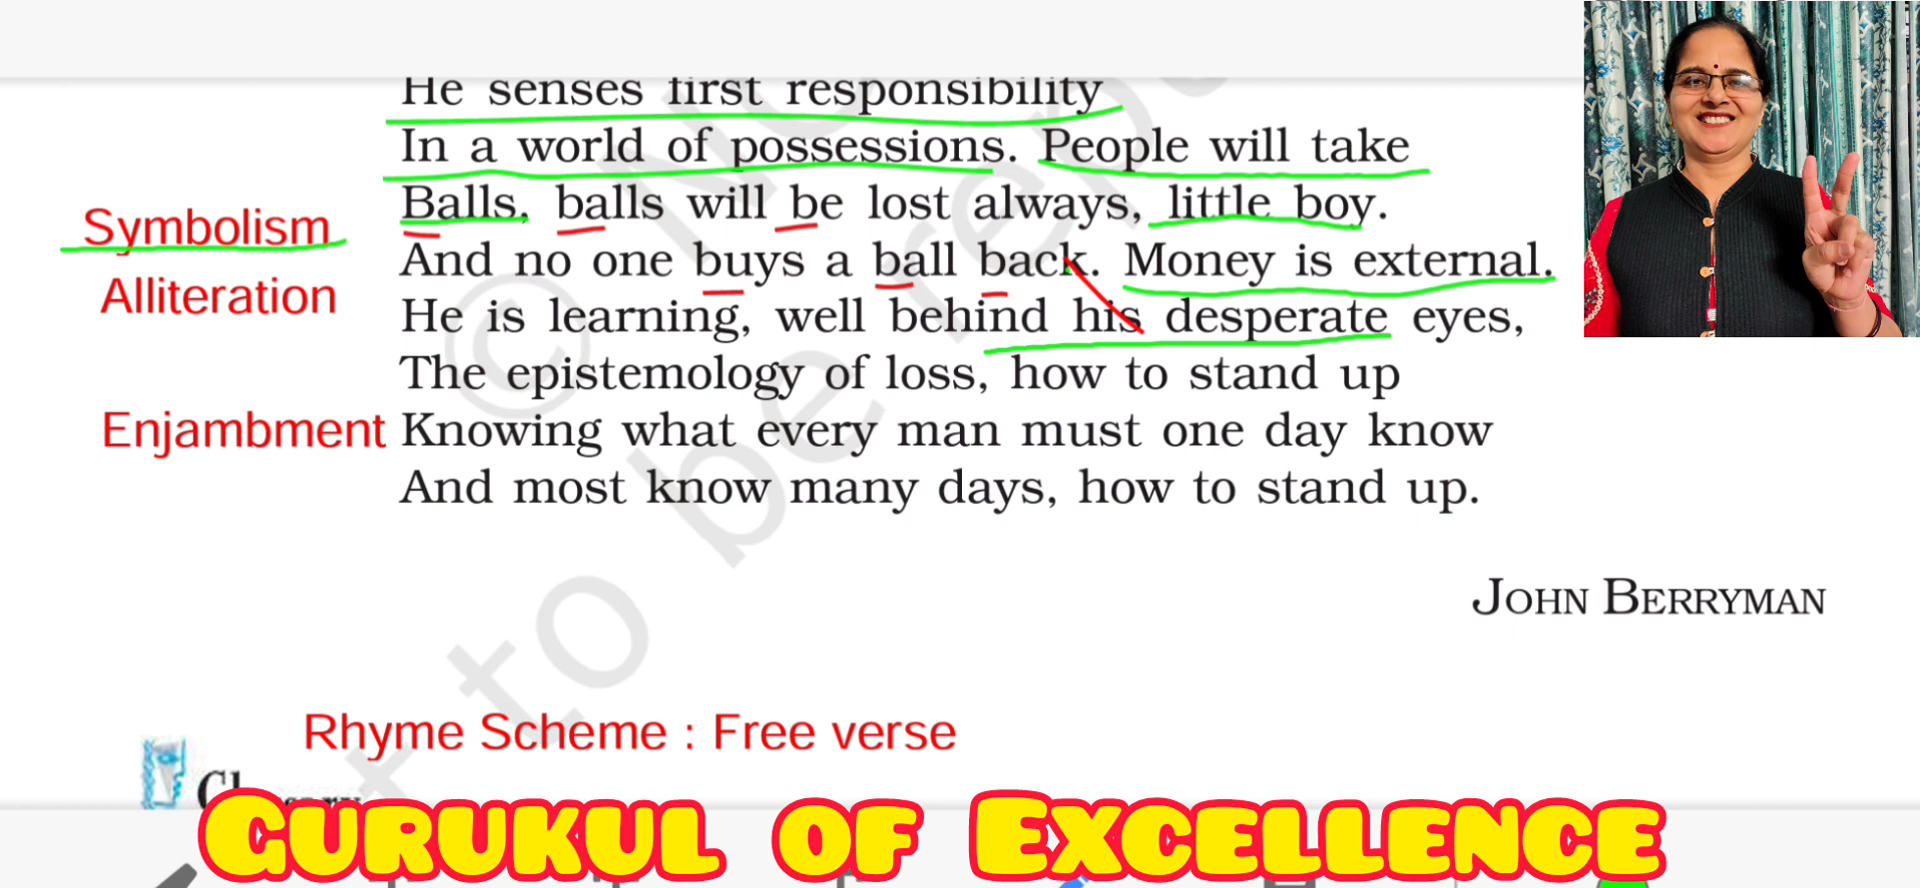 He senses first responsibility
In a world of possessions. People will take
Balls, balls will be lost always, little boy.
Symbolism
And no one buys a ball back. Money is external.
Alliteration
He is learning, well behind his desperate eyes,
The epistemology of loss, how to stand up
Enjambment
Knowing what every man must one day know
And most know many days, how to stand up.
JOHN BERRYMAN
Rhyme Scheme : Free verse
GURUKUL OF EXCELLENCE